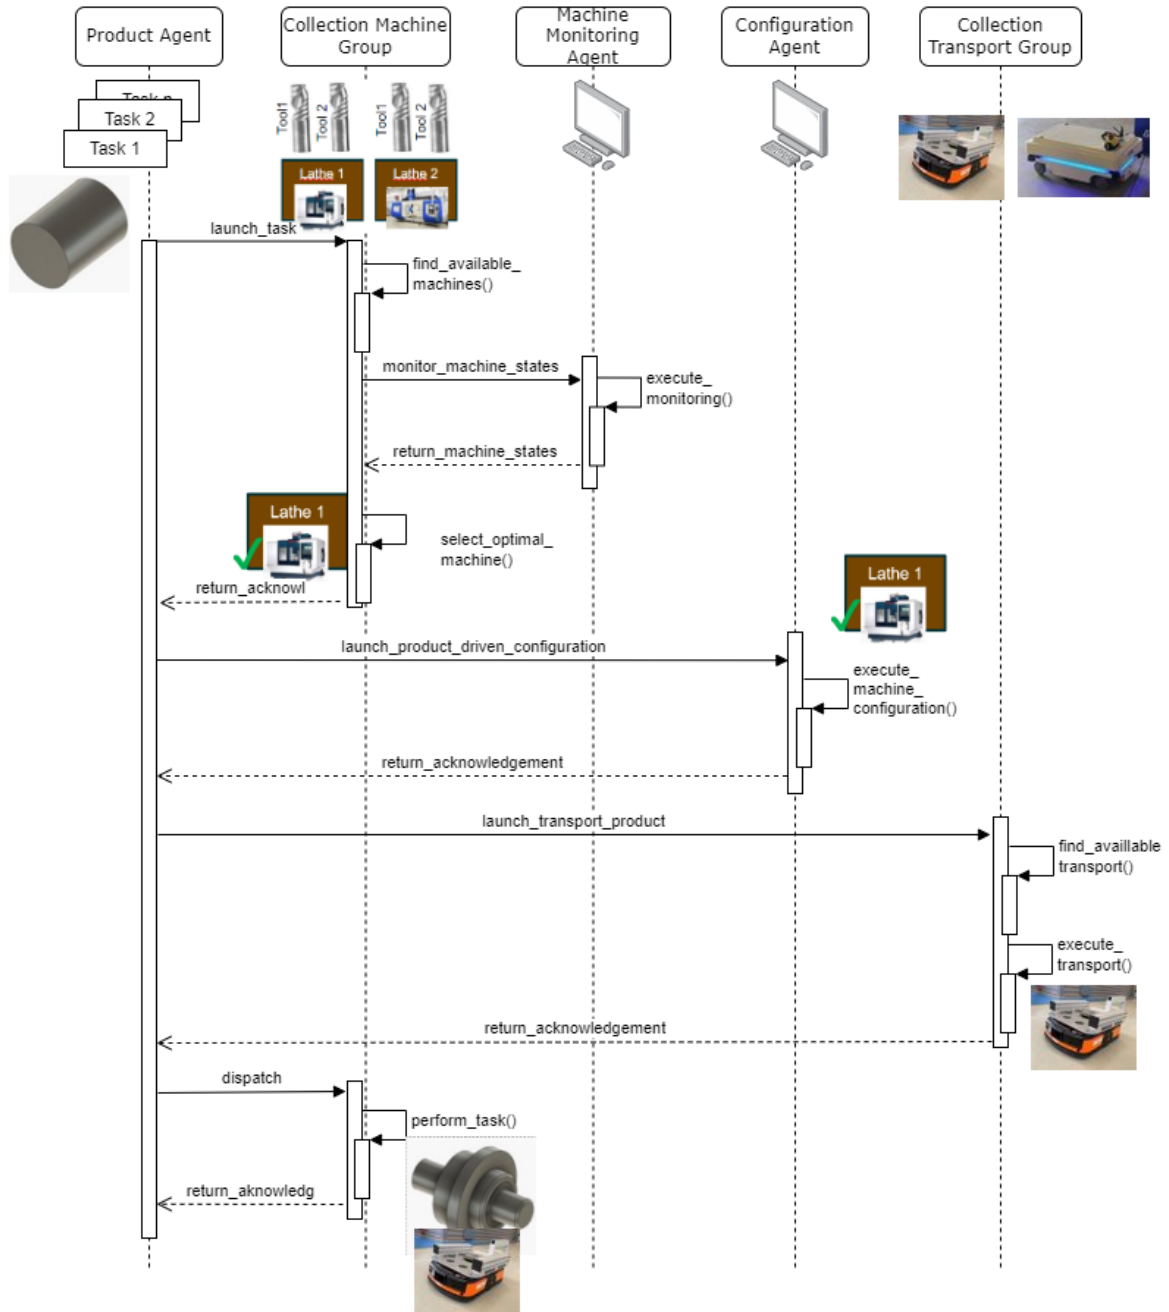 Product Agent
Collection Machine
Group
Machine
Monitoring
Agent
Configuration
Agent
Collection
Transport Group
Task n
Task 2
Task 1
Tool1
Tool 2
Tool1
Tool 2
Lathe 1
Lathe 2
launch_task
find_available_
machines()
monitor_machine_states
execute_
monitoring()
return_machine_states
Lathe 1
select_optimal_
machine()
return_acknowl
Lathe 1
launch_product_driven_configuration
execute_
machine_
configuration()
return_acknowledgement
launch_transport_product
find_availlable
transport()
execute_
transport()
return_acknowledgement
dispatch
perform_task()
return_aknowledg